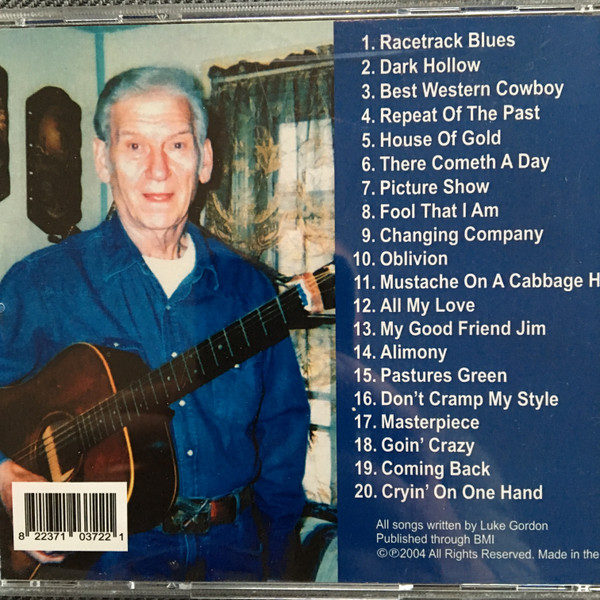 1. Racetrack Blues
2. Dark Hollow
3. Best Western Cowboy
4. Repeat Of The Past
5. House Of Gold
6. There Cometh A Day
7. Picture Show
8. Fool That I Am
9. Changing Company
10. Oblivion
11. Mustache On A Cabbage H
12. All My Love
13. My Good Friend Jim
14. Alimony
15. Pastures Green
16. Don't Cramp My Style
17. Masterpiece
18. Goin' Crazy
19. Coming Back
20. Cryin' On One Hand
All songs written by Luke Gordon
Published through BMI
©℗2004 All Rights Reserved. Made in the
8 22371 03722 1